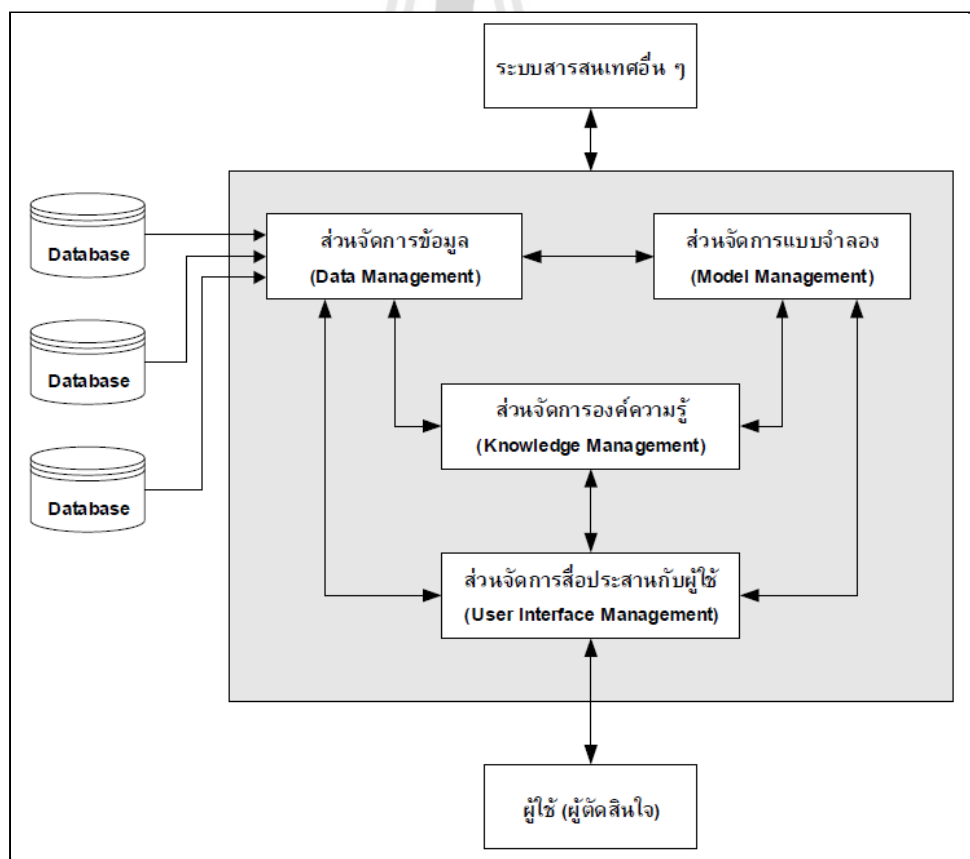 ระบบสารสนเทศอื่น ๆ
Database
Database
Database
ส่วนจัดการข้อมูล
(Data Management)
ส่วนจัดการแบบจำลอง
(Model Management)
ส่วนจัดการองค์ความรู้
(Knowledge Management)
ส่วนจัดการสื่อประสานกับผู้ใช้
(User Interface Management)
ผู้ใช้ (ผู้ตัดสินใจ)